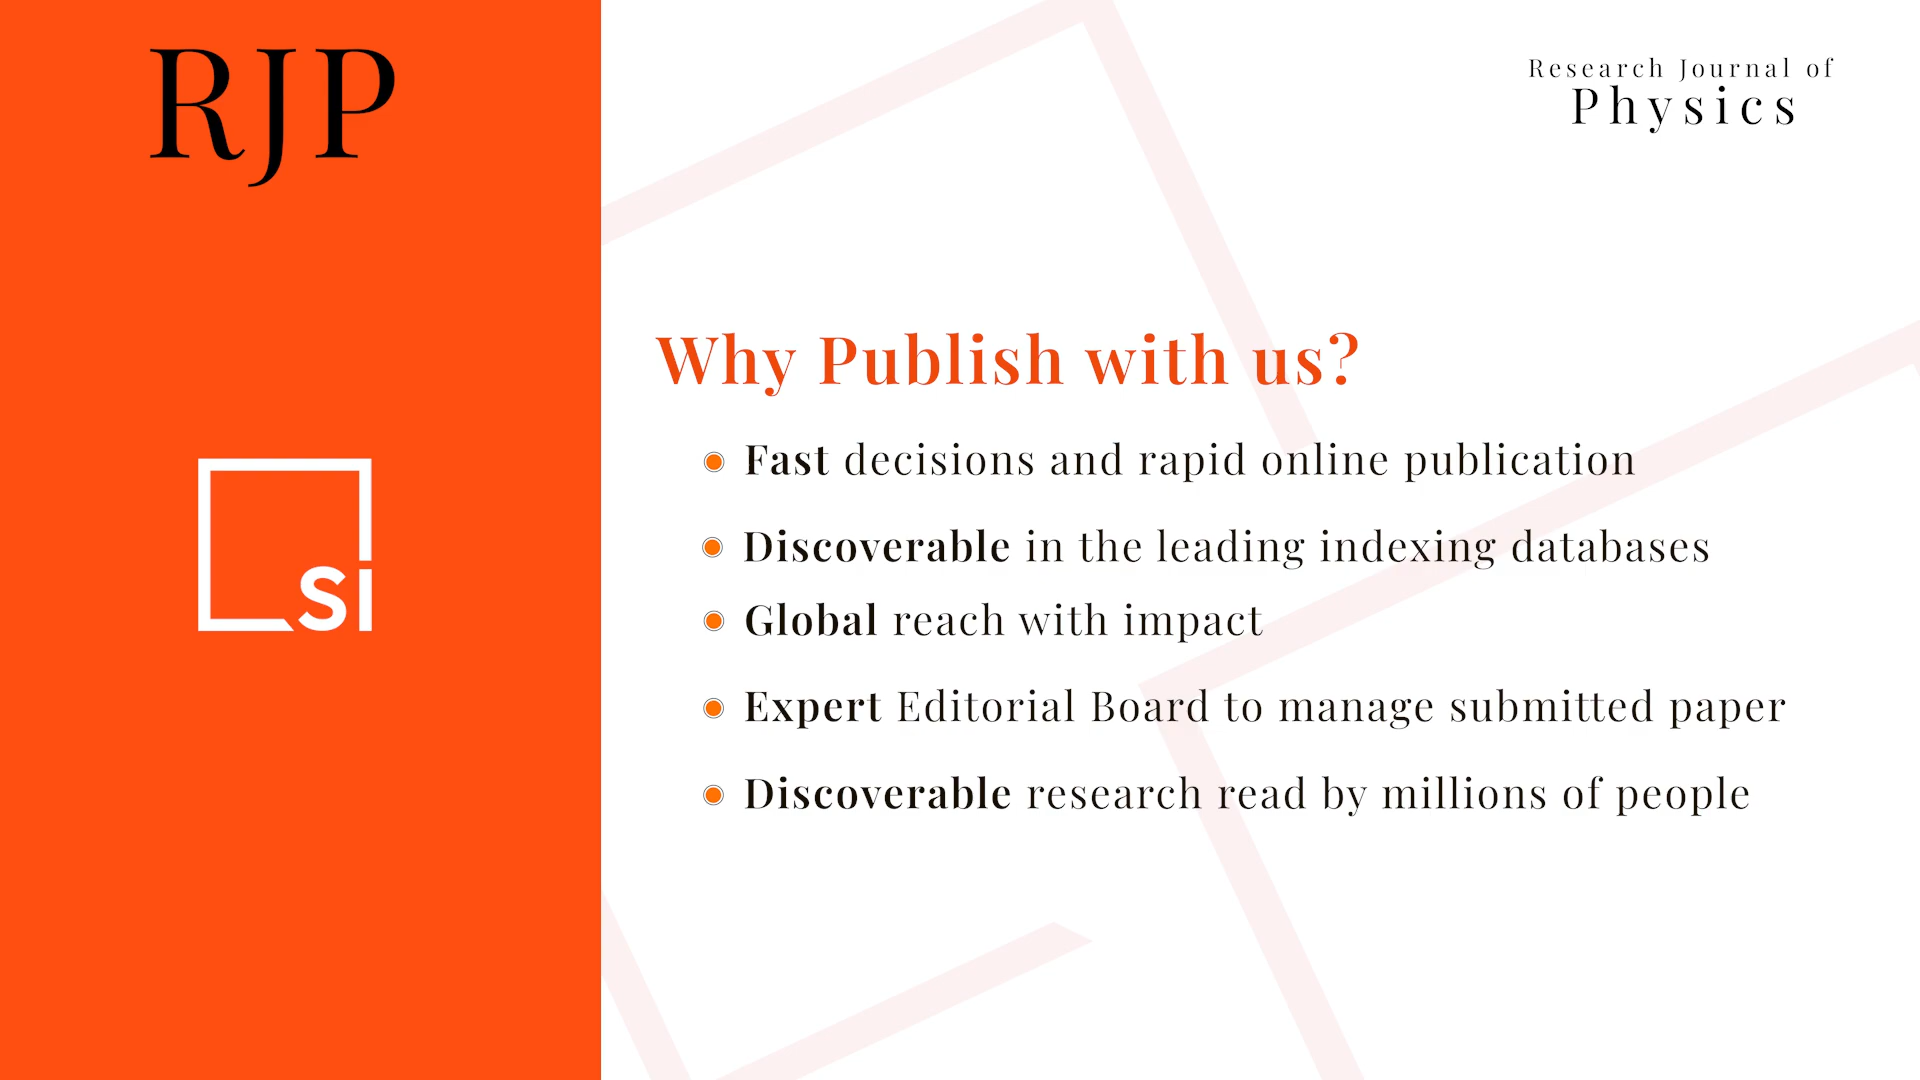 RJP
Research Journal of
Physics
si
Why Publish with us?
Fast decisions and rapid online publication
Discoverable in the leading indexing databases
Global reach with impact
Expert Editorial Board to manage submitted paper
Discoverable research read by millions of people